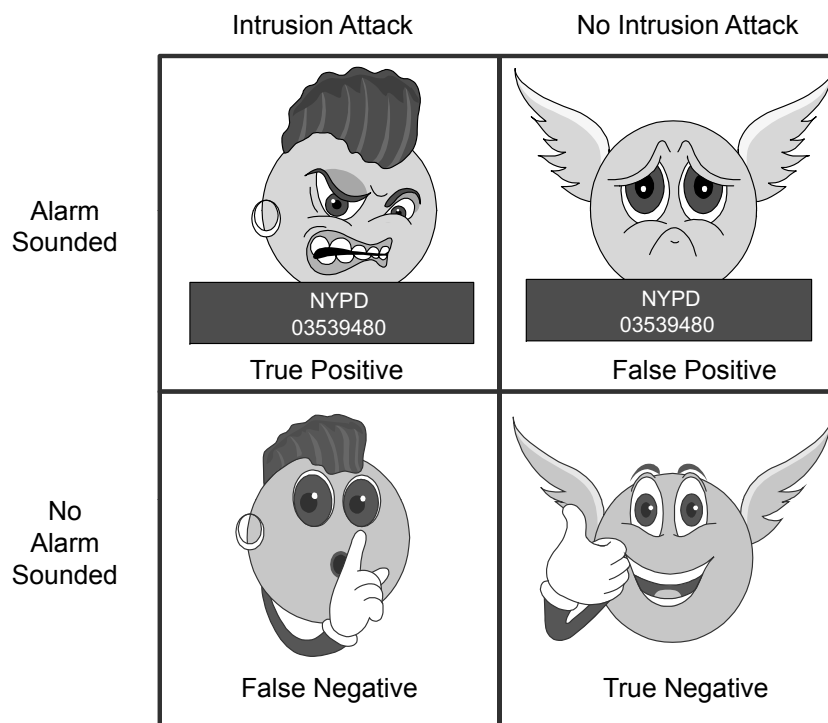 Intrusion Attack
No Intrusion Attack
Alarm
Sounded
NYPD
03539480
True Positive
NYPD
03539480
False Positive
No
Alarm
Sounded
False Negative
True Negative